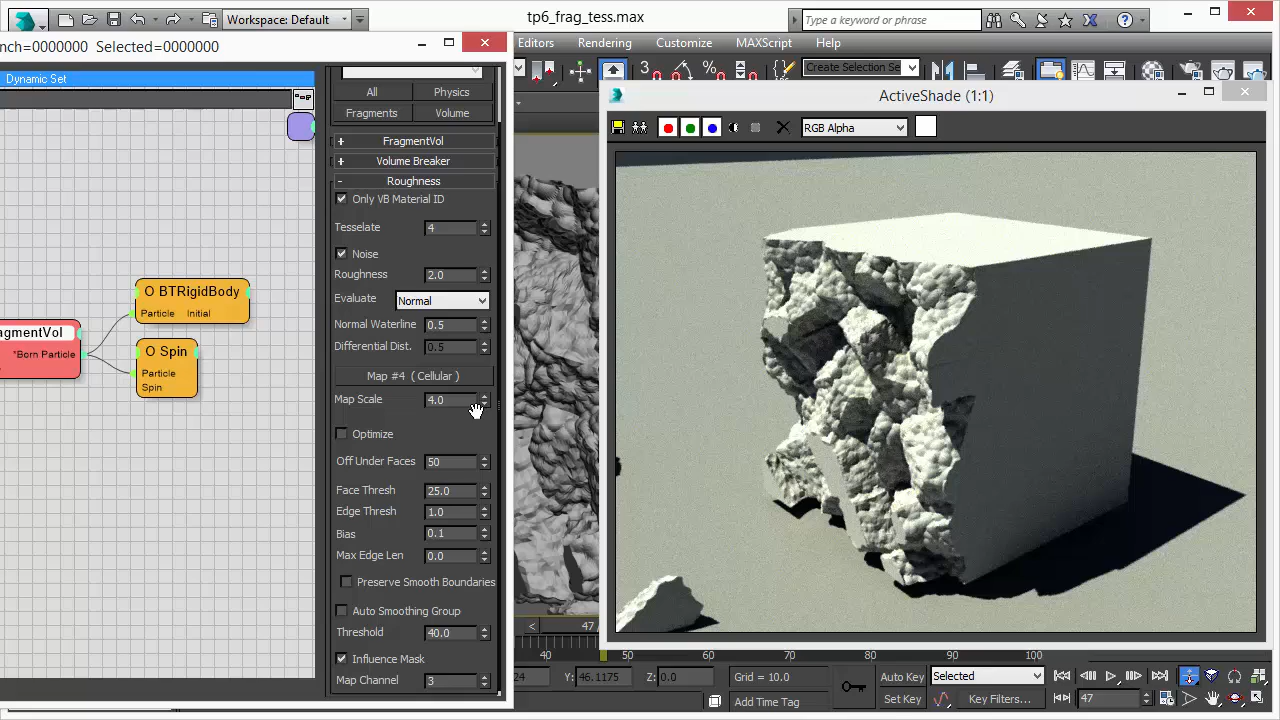 Workspace: Default
tp6_frag_tess.max
Type a keyword or phrase
nch=0000000 Selected=0000000
Editors Rendering Customize MAXScript Help
Dynamic Set
Create Selection Se
ActiveShade (1:1)
RGB Alpha
All Physics
Fragments Volume
+ FragmentVol
+ Volume Breaker
- Roughness
Only VB Material ID
Tesselate 4
Noise
Roughness 2.0
Evaluate Normal
Normal Waterline 0.5
Differential Dist. 0.5
Map #4 ( Cellular )
Map Scale 4.0
Optimize
Off Under Faces 50
Face Thresh 25.0
Edge Thresh 1.0
Bias 0.1
Max Edge Len 0.0
Preserve Smooth Boundaries
Auto Smoothing Group
Threshold 40.0
Influence Mask
Map Channel 3
O BTRigidBody
Particle Initial
agmentVol
*Born Particle
O Spin
Particle
Spin
< 47
40 50 60 70 80 90 100
24 Y: 46.1175 Z: 0.0 Grid = 10.0 Auto Key Selected
Add Time Tag Set Key Key Filters... 47